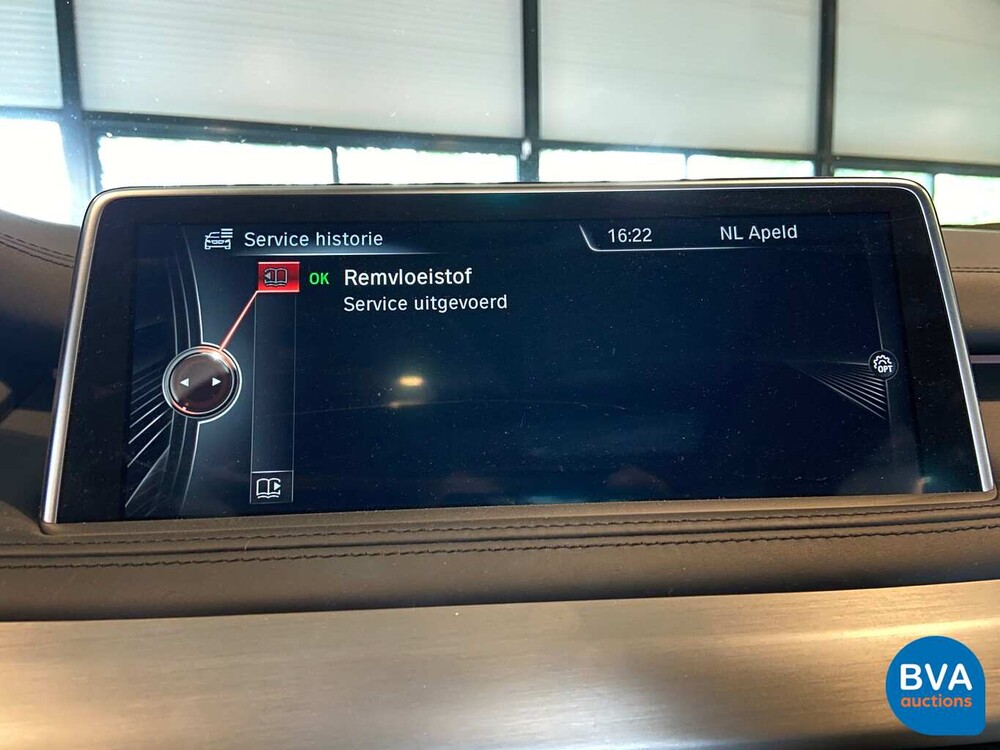 Service historie
16:22
NL Apeld
OK Remvloeistof
Service uitgevoerd
OPT
BVA
auctions